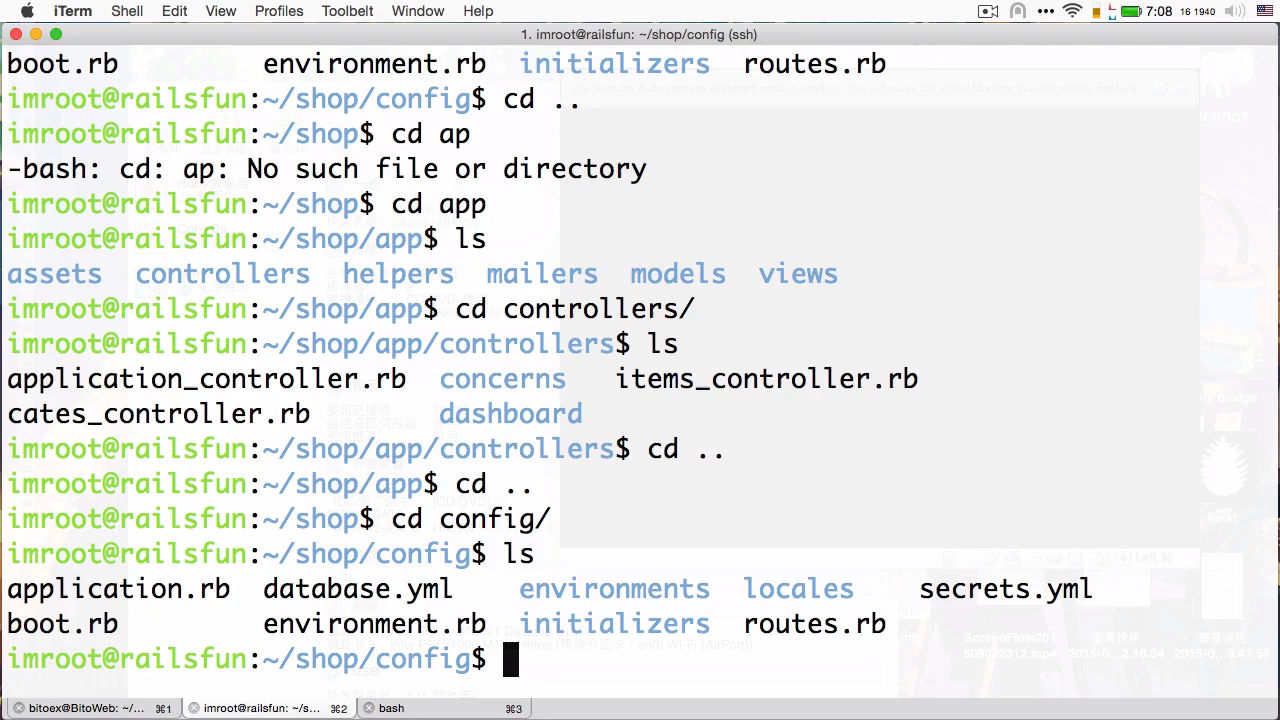 iTerm Shell Edit View Profiles Toolbelt Window Help 7:08 16 1940
1. imroot@railsfun: ~/shop/config (ssh)
boot.rb environment.rb initializers routes.rb
imroot@railsfun:~/shop/config$ cd ..
imroot@railsfun:~/shop$ cd ap
-bash: cd: ap: No such file or directory
imroot@railsfun:~/shop$ cd app
imroot@railsfun:~/shop/app$ ls
assets controllers helpers mailers models views
imroot@railsfun:~/shop/app$ cd controllers/
imroot@railsfun:~/shop/app/controllers$ ls
application_controller.rb concerns items_controller.rb
cates_controller.rb dashboard
imroot@railsfun:~/shop/app/controllers$ cd ..
imroot@railsfun:~/shop/app$ cd ..
imroot@railsfun:~/shop$ cd config/
imroot@railsfun:~/shop/config$ ls
application.rb database.yml environments locales secrets.yml
boot.rb environment.rb initializers routes.rb
imroot@railsfun:~/shop/config$
bitoex@BitoWeb: ~/... ⌘1 imroot@railsfun: ~/s... ⌘2 bash ⌘3